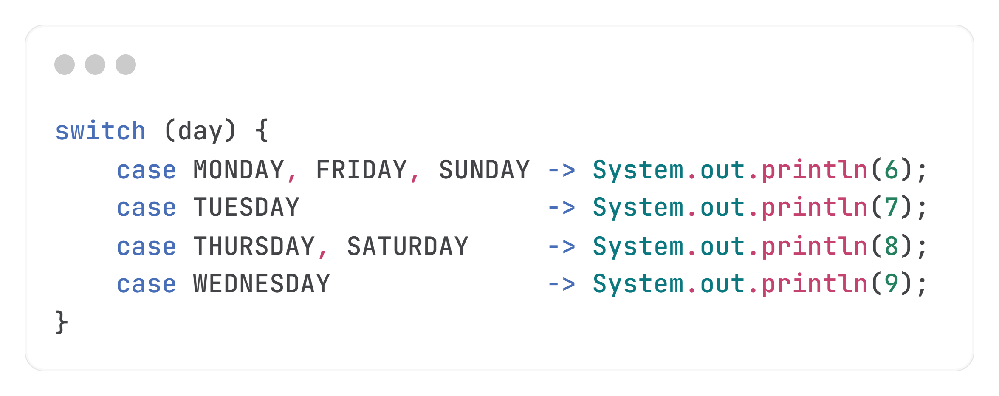 switch (day) {
    case MONDAY, FRIDAY, SUNDAY -> System.out.println(6);
    case TUESDAY                -> System.out.println(7);
    case THURSDAY, SATURDAY     -> System.out.println(8);
    case WEDNESDAY              -> System.out.println(9);
}